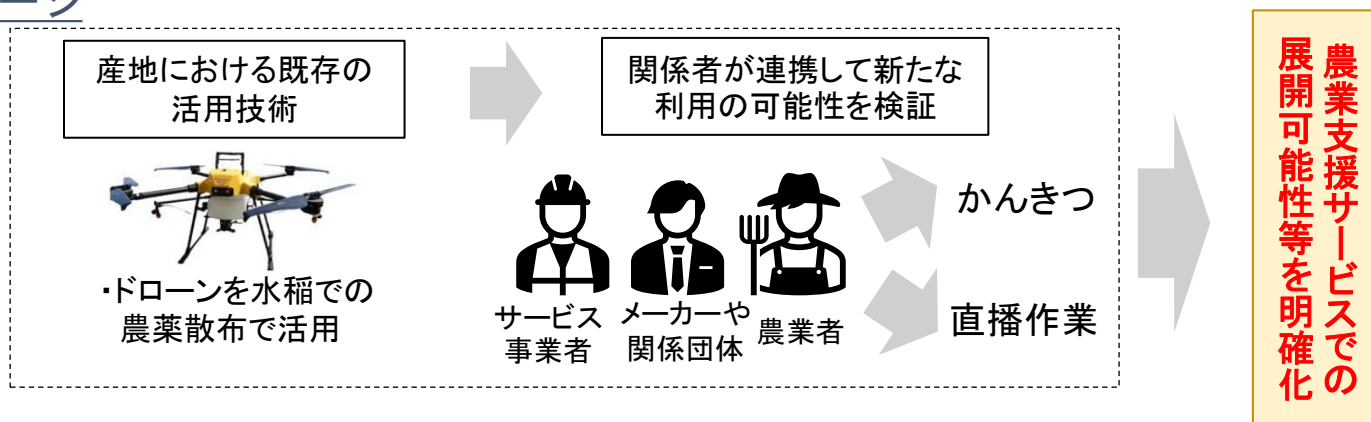 産地における既存の
活用技術
・ドローンを水稲での
農薬散布で活用
関係者が連携して新たな
利用の可能性を検証
サービス
事業者
メーカーや
関係団体
農業者
かんきつ
直播作業
農業支援サービスでの
展開可能性等を明確化